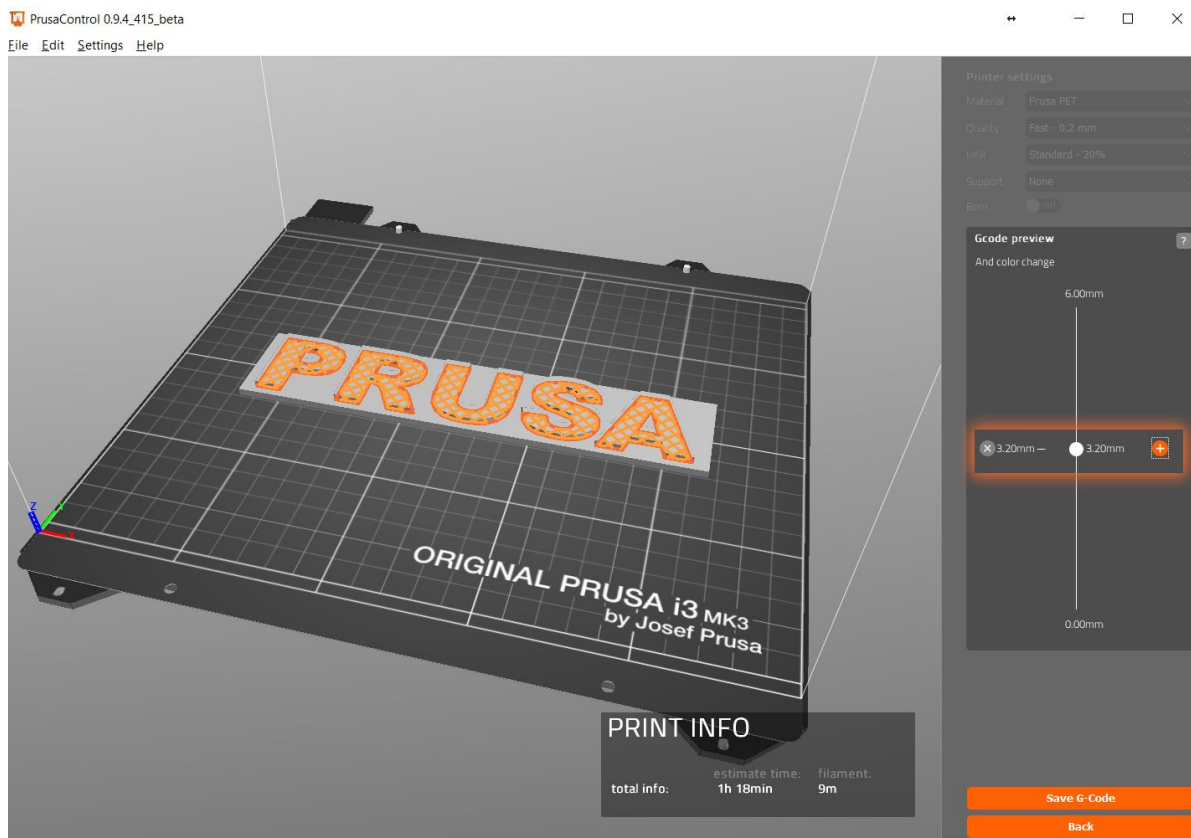 PrusaControl 0.9.4_415_beta
File Edit Settings Help
Printer settings
Material Prusa PET
Quality Fast - 0.2 mm
Infill Standard - 20%
Support None
Brim Off
Gcode preview ?
And color change
6.00mm
3.20mm 3.20mm
0.00mm
PRUSA
Z Y X
ORIGINAL PRUSA i3 MK3
by Josef Prusa
PRINT INFO
estimate time: filament:
total info: 1h 18min 9m
Save G-Code
Back